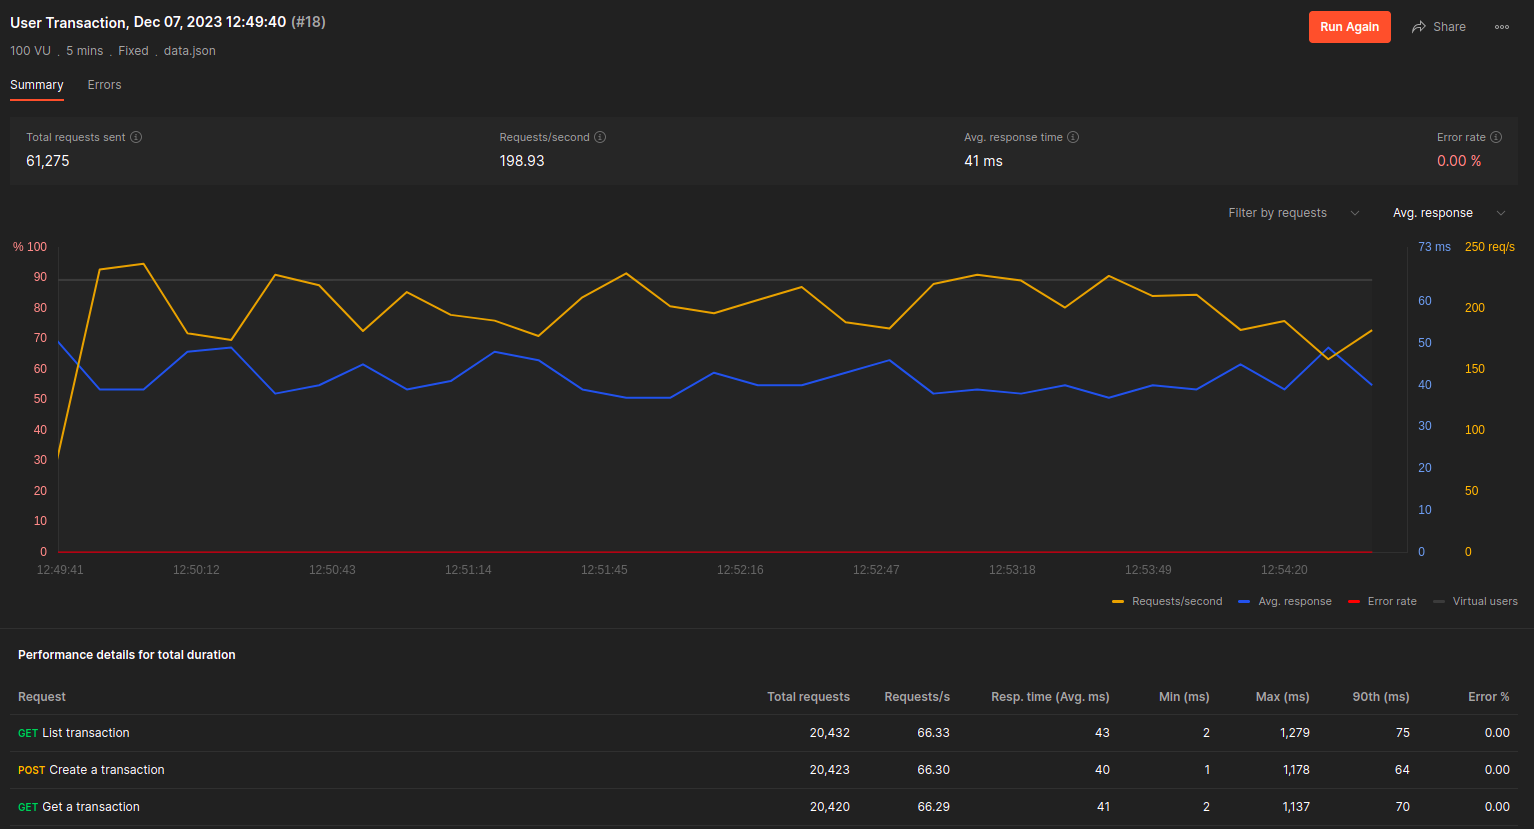 User Transaction, Dec 07, 2023 12:49:40 (#18)
Run Again
Share
100 VU . 5 mins . Fixed . data.json
Summary
Errors
Total requests sent
Requests/second
Avg. response time
Error rate
61,275
198.93
41 ms
0.00 %
Filter by requests
Avg. response
% 100
90
80
70
60
50
40
30
20
10
0
73 ms
60
50
40
30
20
10
0
250 req/s
200
150
100
50
0
12:49:41 12:50:12 12:50:43 12:51:14 12:51:45 12:52:16 12:52:47 12:53:18 12:53:49 12:54:20
Requests/second Avg. response Error rate Virtual users
Performance details for total duration
Request Total requests Requests/s Resp. time (Avg. ms) Min (ms) Max (ms) 90th (ms) Error %
GET List transaction 20,432 66.33 43 2 1,279 75 0.00
POST Create a transaction 20,423 66.30 40 1 1,178 64 0.00
GET Get a transaction 20,420 66.29 41 2 1,137 70 0.00